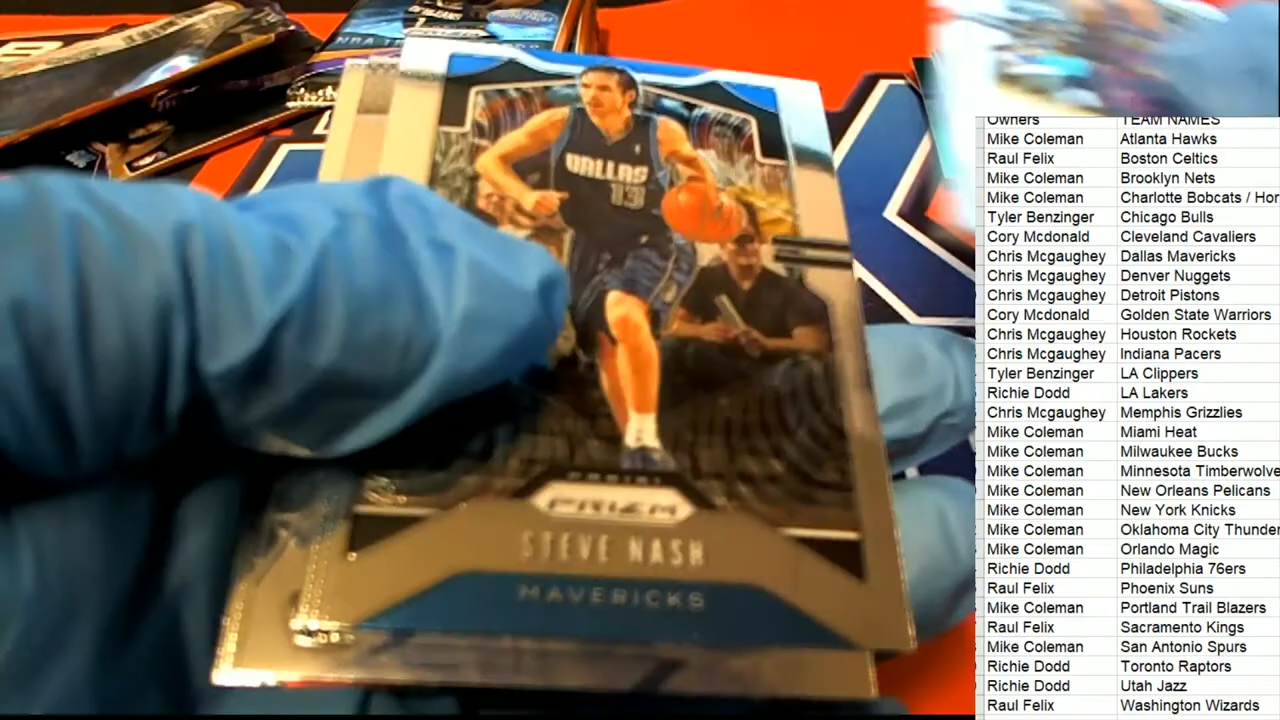 DALLAS
13
PANINI
PRIZM
STEVE NASH
MAVERICKS
Owners TEAM NAMES
Mike Coleman Atlanta Hawks
Raul Felix Boston Celtics
Mike Coleman Brooklyn Nets
Mike Coleman Charlotte Bobcats / Hor
Tyler Benzinger Chicago Bulls
Cory Mcdonald Cleveland Cavaliers
Chris Mcgaughey Dallas Mavericks
Chris Mcgaughey Denver Nuggets
Chris Mcgaughey Detroit Pistons
Cory Mcdonald Golden State Warriors
Chris Mcgaughey Houston Rockets
Chris Mcgaughey Indiana Pacers
Tyler Benzinger LA Clippers
Richie Dodd LA Lakers
Chris Mcgaughey Memphis Grizzlies
Mike Coleman Miami Heat
Mike Coleman Milwaukee Bucks
Mike Coleman Minnesota Timberwolve
Mike Coleman New Orleans Pelicans
Mike Coleman New York Knicks
Mike Coleman Oklahoma City Thunder
Mike Coleman Orlando Magic
Richie Dodd Philadelphia 76ers
Raul Felix Phoenix Suns
Mike Coleman Portland Trail Blazers
Raul Felix Sacramento Kings
Mike Coleman San Antonio Spurs
Richie Dodd Toronto Raptors
Richie Dodd Utah Jazz
Raul Felix Washington Wizards